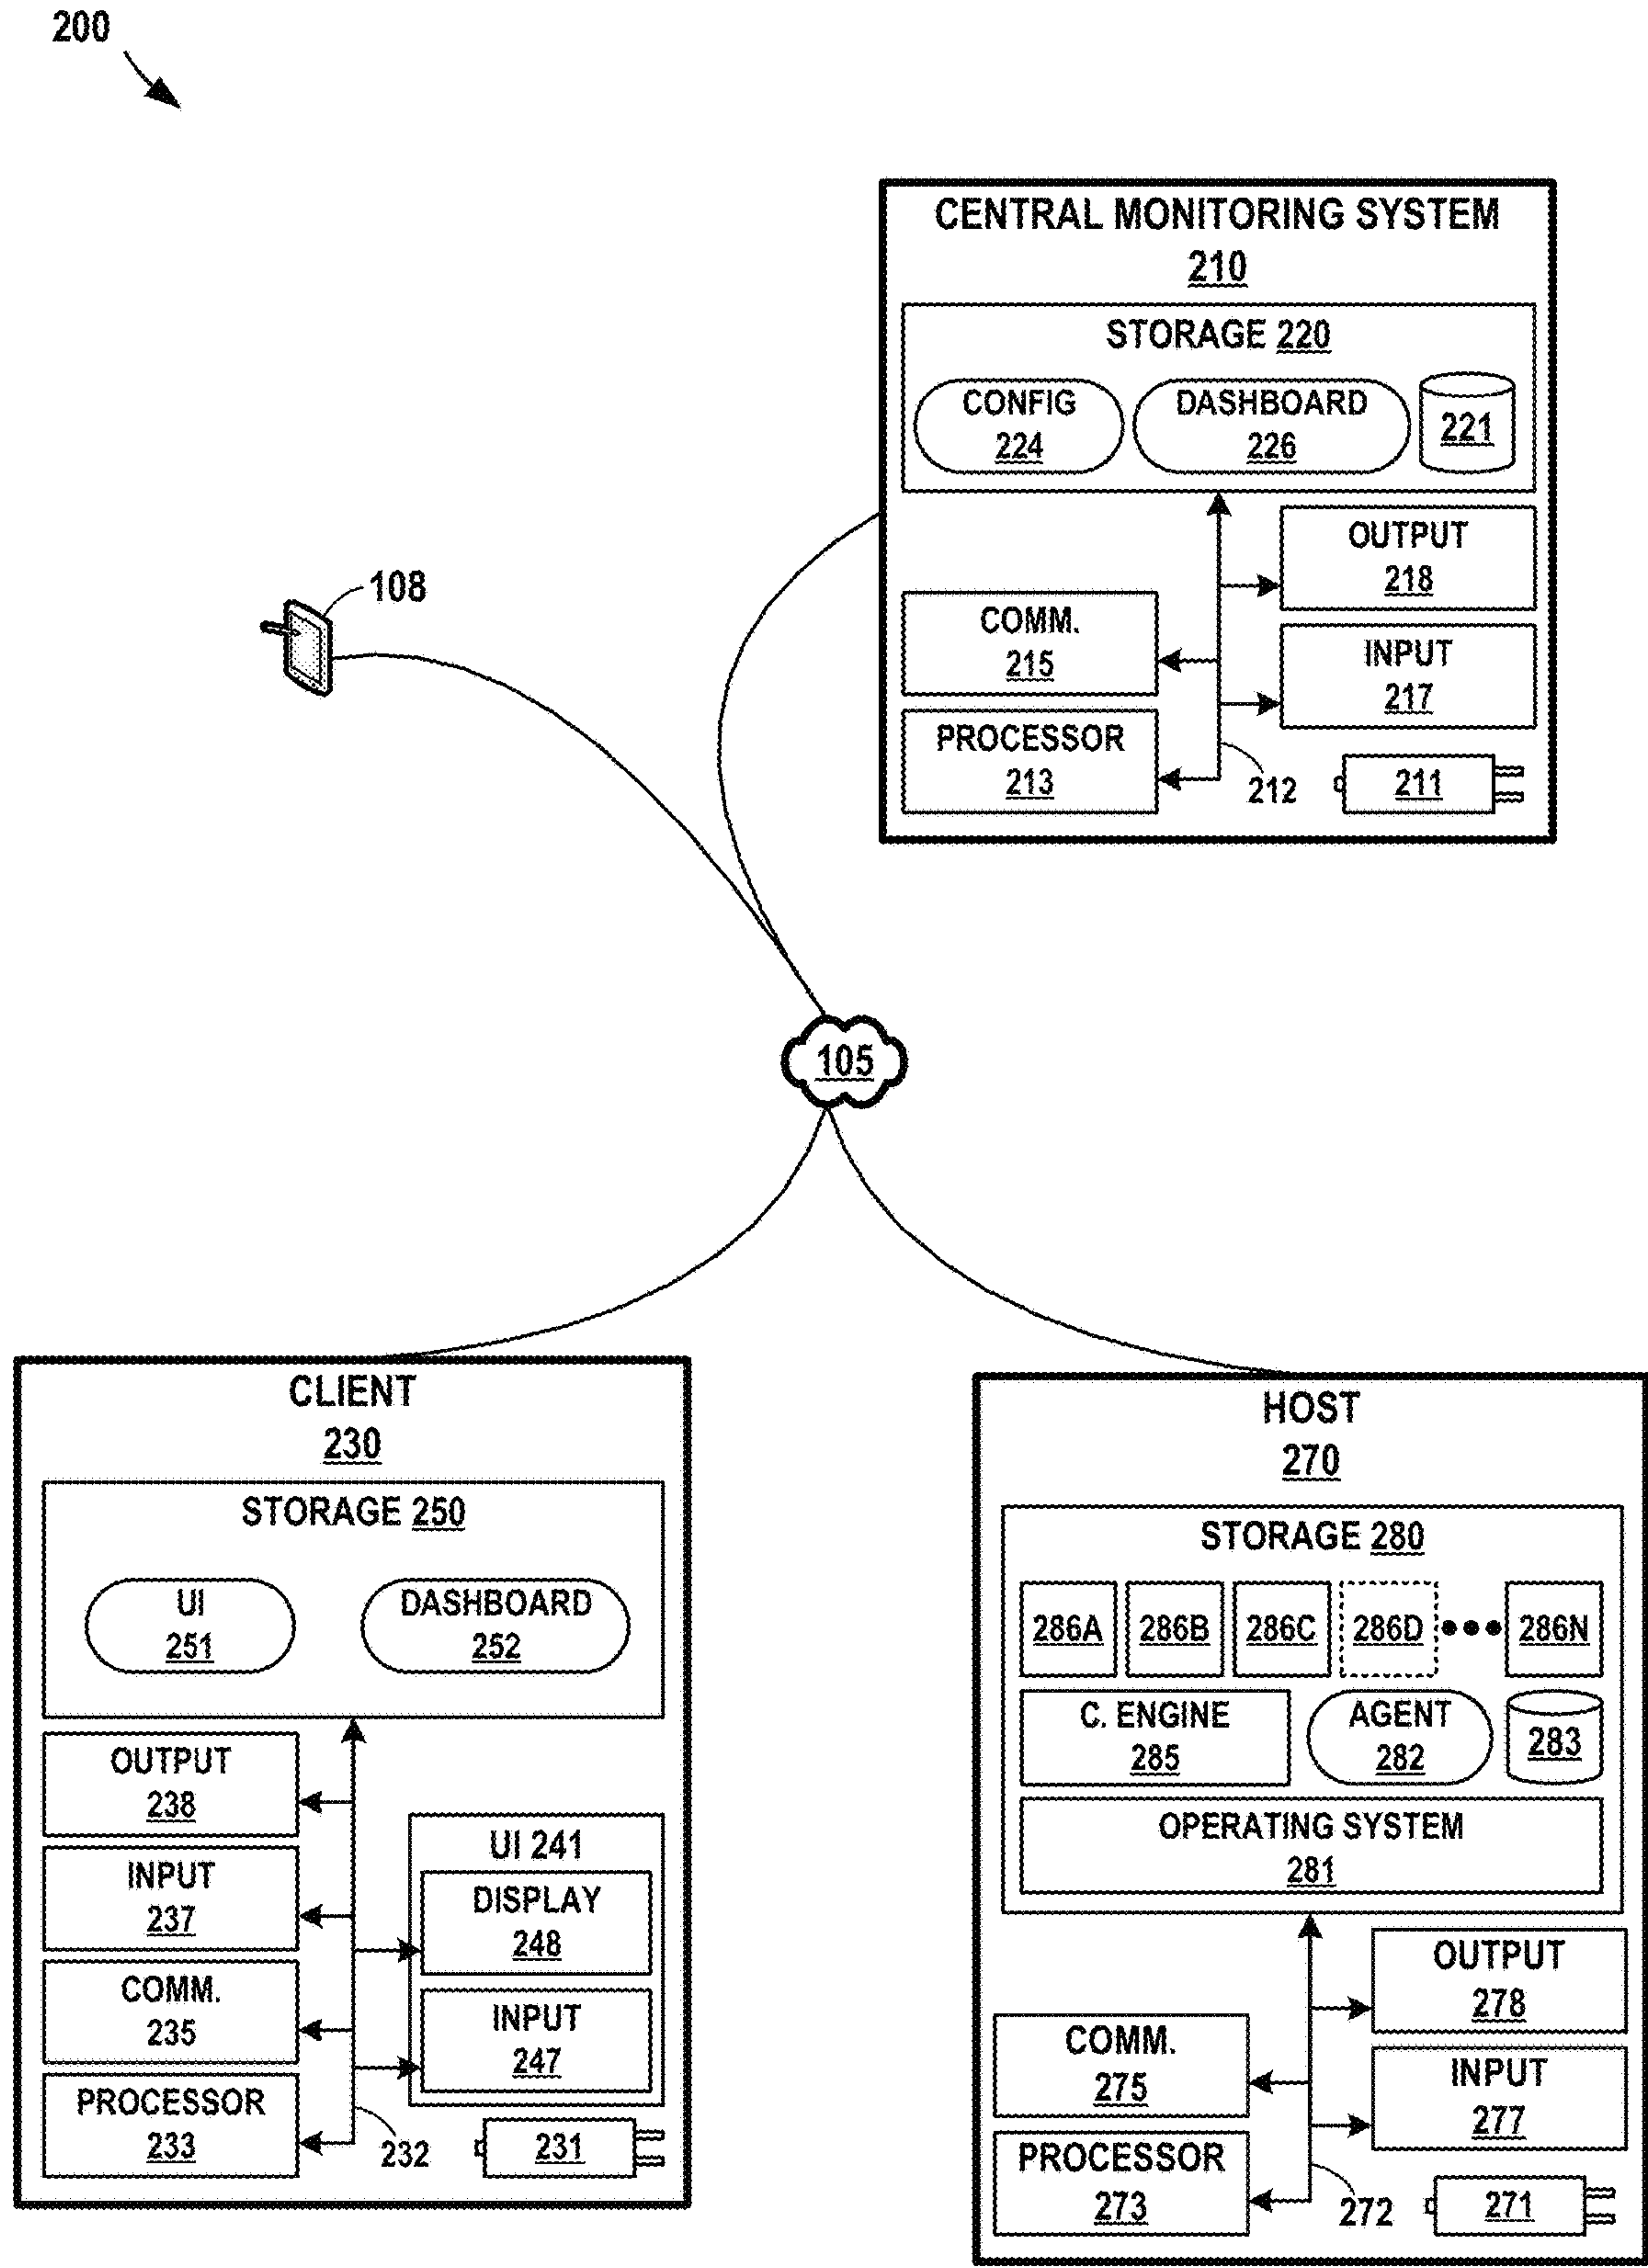 200
CENTRAL MONITORING SYSTEM
210
STORAGE 220
CONFIG
224
DASHBOARD
226
221
OUTPUT
218
COMM.
215
INPUT
217
PROCESSOR
213
212
211
108
105
CLIENT
230
STORAGE 250
UI
251
DASHBOARD
252
OUTPUT
238
INPUT
237
COMM.
235
PROCESSOR
233
UI 241
DISPLAY
248
INPUT
247
232
231
HOST
270
STORAGE 280
286A 286B 286C 286D ••• 286N
C. ENGINE
285
AGENT
282
283
OPERATING SYSTEM
281
OUTPUT
278
COMM.
275
INPUT
277
PROCESSOR
273
272
271